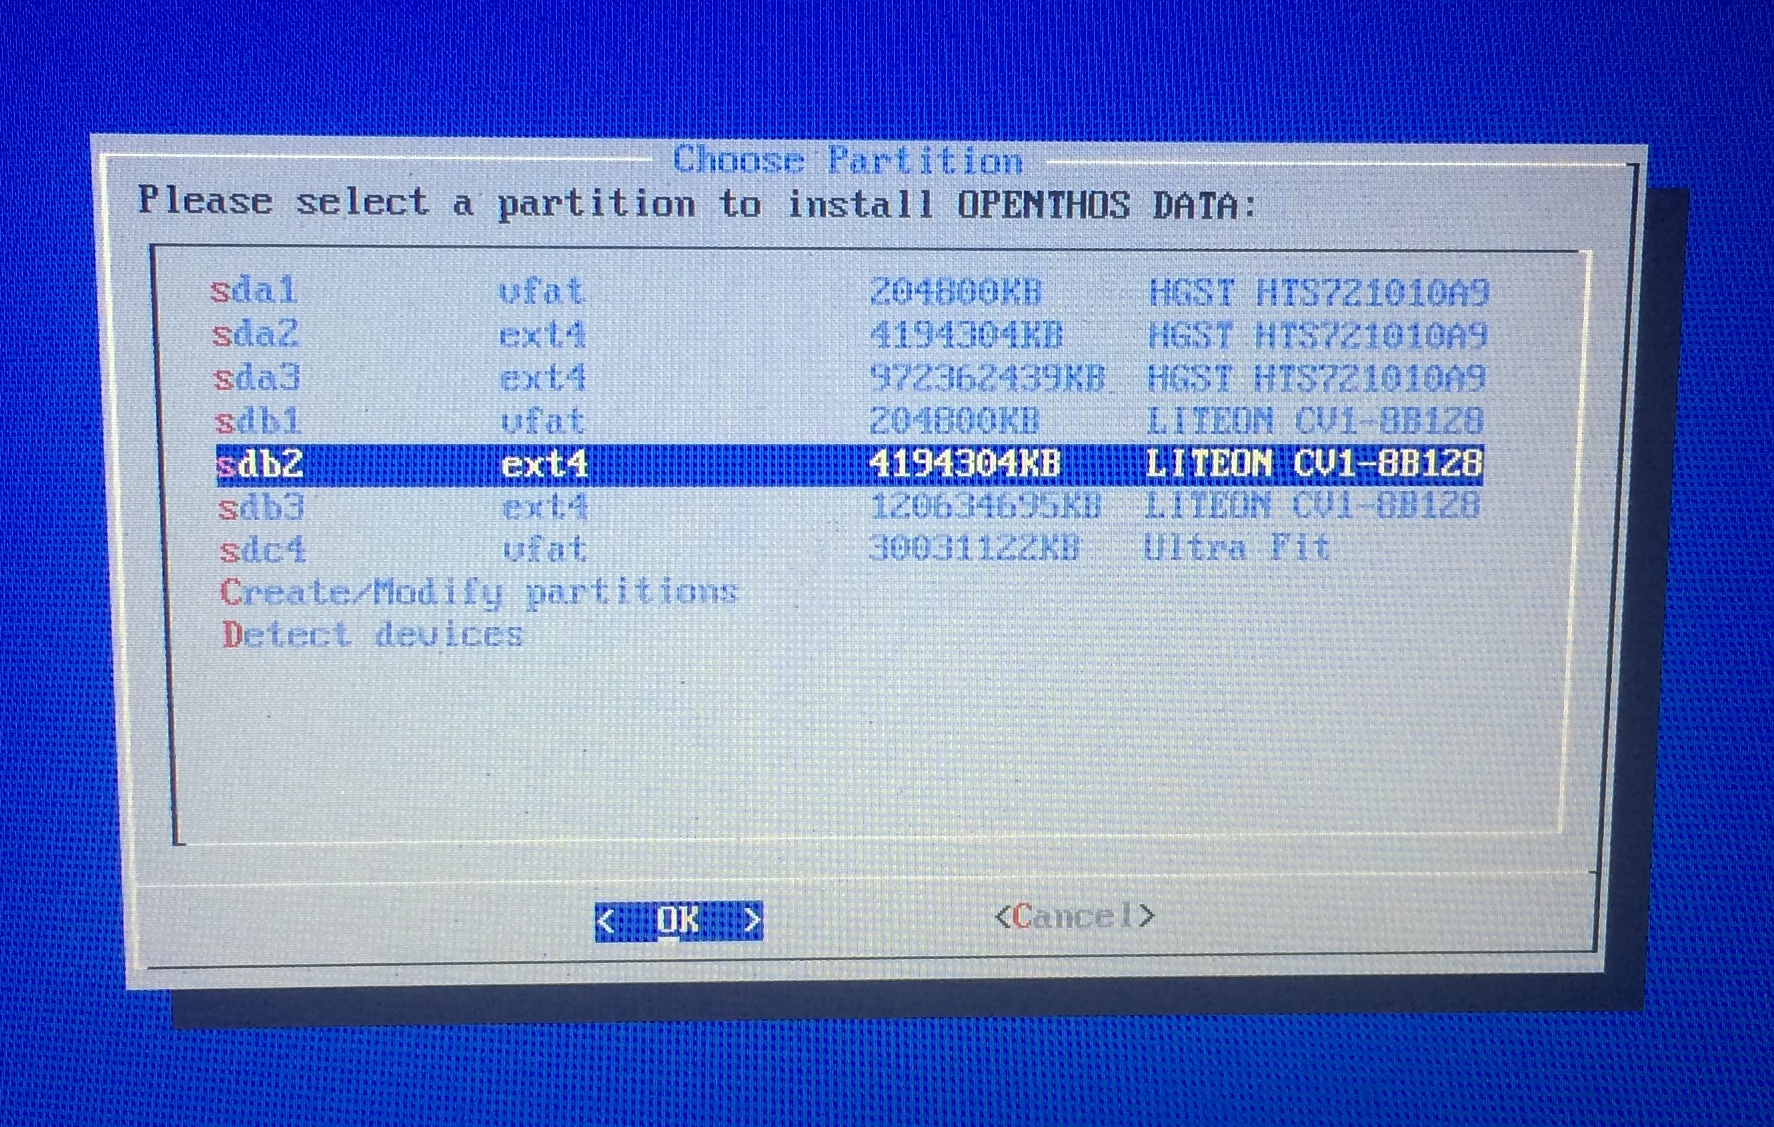 Choose Partition
Please select a partition to install OPENTHOS DATA:
sda1 vfat 204800KB HGST HTS721010A9
sda2 ext4 4194304KB HGST HTS721010A9
sda3 ext4 972362439KB HGST HTS721010A9
sdb1 vfat 204800KB LITEON CV1-8B128
sdb2 ext4 4194304KB LITEON CV1-8B128
sdb3 ext4 120634695KB LITEON CV1-8B128
sdc4 vfat 30031122KB Ultra Fit
Create/Modify partitions
Detect devices
< OK > <Cancel>